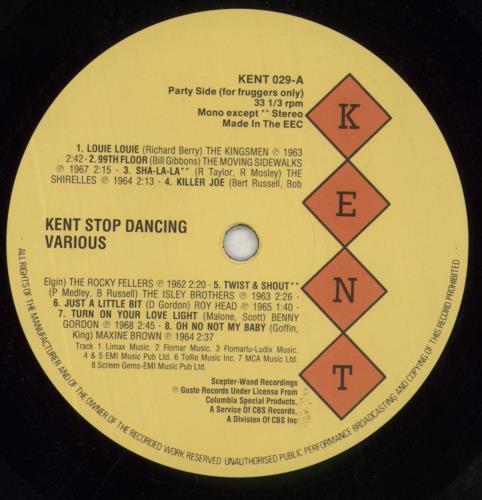 KENT 029-A
Party Side (for fruggers only)
33 1/3 rpm
Mono except ** Stereo
Made In The EEC
1. LOUIE LOUIE (Richard Berry) THE KINGSMEN ℗ 1963
2:42 - 2. 99TH FLOOR (Bill Gibbons) THE MOVING SIDEWALKS
℗ 1967 2:15 - 3. SHA-LA-LA** (R Taylor, R Mosley) THE
SHIRELLES ℗ 1964 2:13 - 4. KILLER JOE (Bert Russell, Bob
KENT STOP DANCING
VARIOUS
Elgin) THE ROCKY FELLERS ℗ 1962 2:20 - 5. TWIST & SHOUT**
(P Medley, B Russell) THE ISLEY BROTHERS ℗ 1963 2:26 -
6. JUST A LITTLE BIT (D Gordon) ROY HEAD ℗ 1965 1:40 -
7. TURN ON YOUR LOVE LIGHT (Malone, Scott) BENNY
GORDON ℗ 1968 2:45 - 8. OH NO NOT MY BABY (Goffin,
King) MAXINE BROWN ℗ 1964 2:37
Track 1 Limax Music. 2 Flomar Music. 3 Flomarlu-Ludix Music.
4 & 5 EMI Music Pub Ltd. 6 Tollie Music Inc. 7 MCA Music Ltd.
8 Screen Gems-EMI Music Pub Ltd.
Scepter-Wand Recordings
℗ Gusto Records Under License From
Columbia Special Products,
A Service Of CBS Records,
A Division Of CBS Inc
K
E
N
T
ALL RIGHTS OF THE MANUFACTURER AND OF THE OWNER OF THE RECORDED WORK RESERVED UNAUTHORISED PUBLIC PERFORMANCE BROADCASTING AND COPYING OF THIS RECORD PROHIBITED